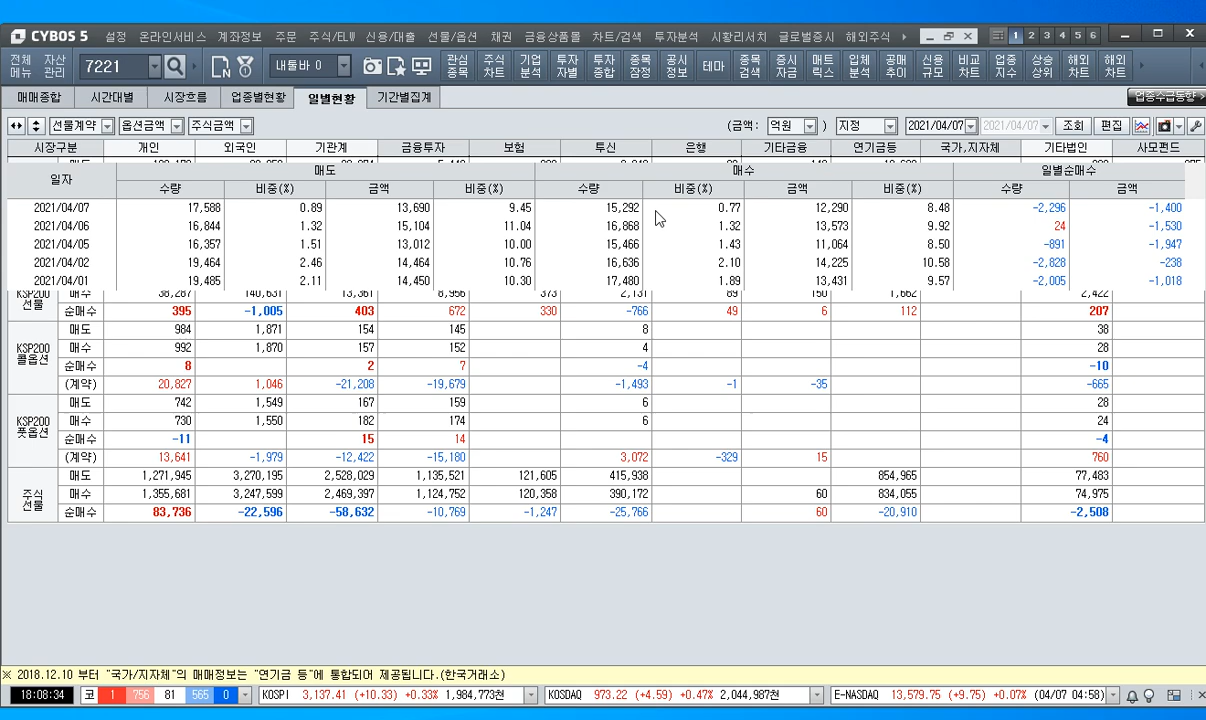 CYBOS 5 설정 온라인서비스 계좌정보 주문 주식/ELW 신용/대출 선물/옵션 채권 금융상품몰 차트/검색 투자분석 시황리서치 글로벌증시 해외주식 1 2 3 4 5 6
전체메뉴 자산관리 7221 내툴바 0 관심종목 주식차트 기업분석 투자자별 투자종합 종목잠정 공시정보 테마 종목검색 증시자금 매트릭스 입체분석 공매추이 신용규모 비교차트 업종지수 상승상위 해외차트 해외차트
매매종합 시간대별 시장흐름 업종별현황 일별현황 기간별집계 업종수급동향
선물계약 옵션금액 주식금액 (금액: 억원 ) 지정 2021/04/07 2021/04/07 조회 편집
시장구분 개인 외국인 기관계 금융투자 보험 투신 은행 기타금융 연기금등 국가,지자체 기타법인 사모펀드
일자 매도 매수 일별순매수
수량 비중(%) 금액 비중(%) 수량 비중(%) 금액 비중(%) 수량 금액
2021/04/07 17,588 0.89 13,690 9.45 15,292 0.77 12,290 8.48 -2,296 -1,400
2021/04/06 16,844 1.32 15,104 11.04 16,868 1.32 13,573 9.92 24 -1,530
2021/04/05 16,357 1.51 13,012 10.00 15,466 1.43 11,064 8.50 -891 -1,947
2021/04/02 19,464 2.46 14,464 10.76 16,636 2.10 14,225 10.58 -2,828 -238
2021/04/01 19,485 2.11 14,450 10.30 17,480 1.89 13,431 9.57 -2,005 -1,018
KSP200 선물 매수 38,287 140,631 13,361 8,956 373 2,131 89 150 1,662 2,422
순매수 395 -1,005 403 672 330 -766 49 6 112 207
KSP200 콜옵션 매도 984 1,871 154 145 8 38
매수 992 1,870 157 152 4 28
순매수 8 2 7 -4 -10
(계약) 20,827 1,046 -21,208 -19,679 -1,493 -1 -35 -665
KSP200 풋옵션 매도 742 1,549 167 159 6 28
매수 730 1,550 182 174 6 24
순매수 -11 15 14 -4
(계약) 13,641 -1,979 -12,422 -15,180 3,072 -329 15 760
주식 선물 매도 1,271,945 3,270,195 2,528,029 1,135,521 121,605 415,938 854,965 77,483
매수 1,355,681 3,247,599 2,469,397 1,124,752 120,358 390,172 60 834,055 74,975
순매수 83,736 -22,596 -58,632 -10,769 -1,247 -25,766 60 -20,910 -2,508
※ 2018.12.10 부터 "국가/지자체"의 매매정보는 "연기금 등"에 통합되어 제공됩니다.(한국거래소)
18:08:34 코 1 756 81 565 0 KOSPI 3,137.41 (+10.33) +0.33% 1,984,773천 KOSDAQ 973.22 (+4.59) +0.47% 2,044,987천 E-NASDAQ 13,579.75 (+9.75) +0.07% (04/07 04:58)